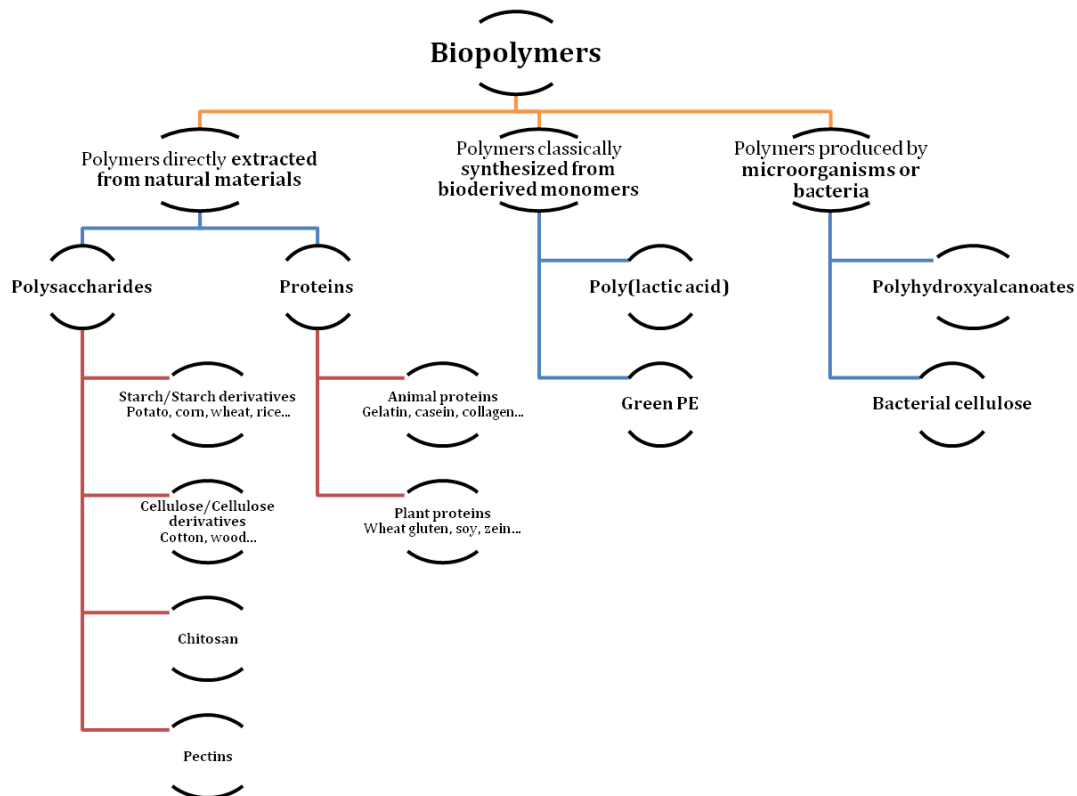 Biopolymers
Polymers directly extracted
from natural materials
Polymers classically
synthesized from
bioderived monomers
Polymers produced by
microorganisms or
bacteria
Polysaccharides
Proteins
Poly(lactic acid)
Polyhydroxyalcanoates
Starch/Starch derivatives
Potato, corn, wheat, rice...
Animal proteins
Gelatin, casein, collagen...
Green PE
Bacterial cellulose
Cellulose/Cellulose
derivatives
Cotton, wood...
Plant proteins
Wheat gluten, soy, zein...
Chitosan
Pectins